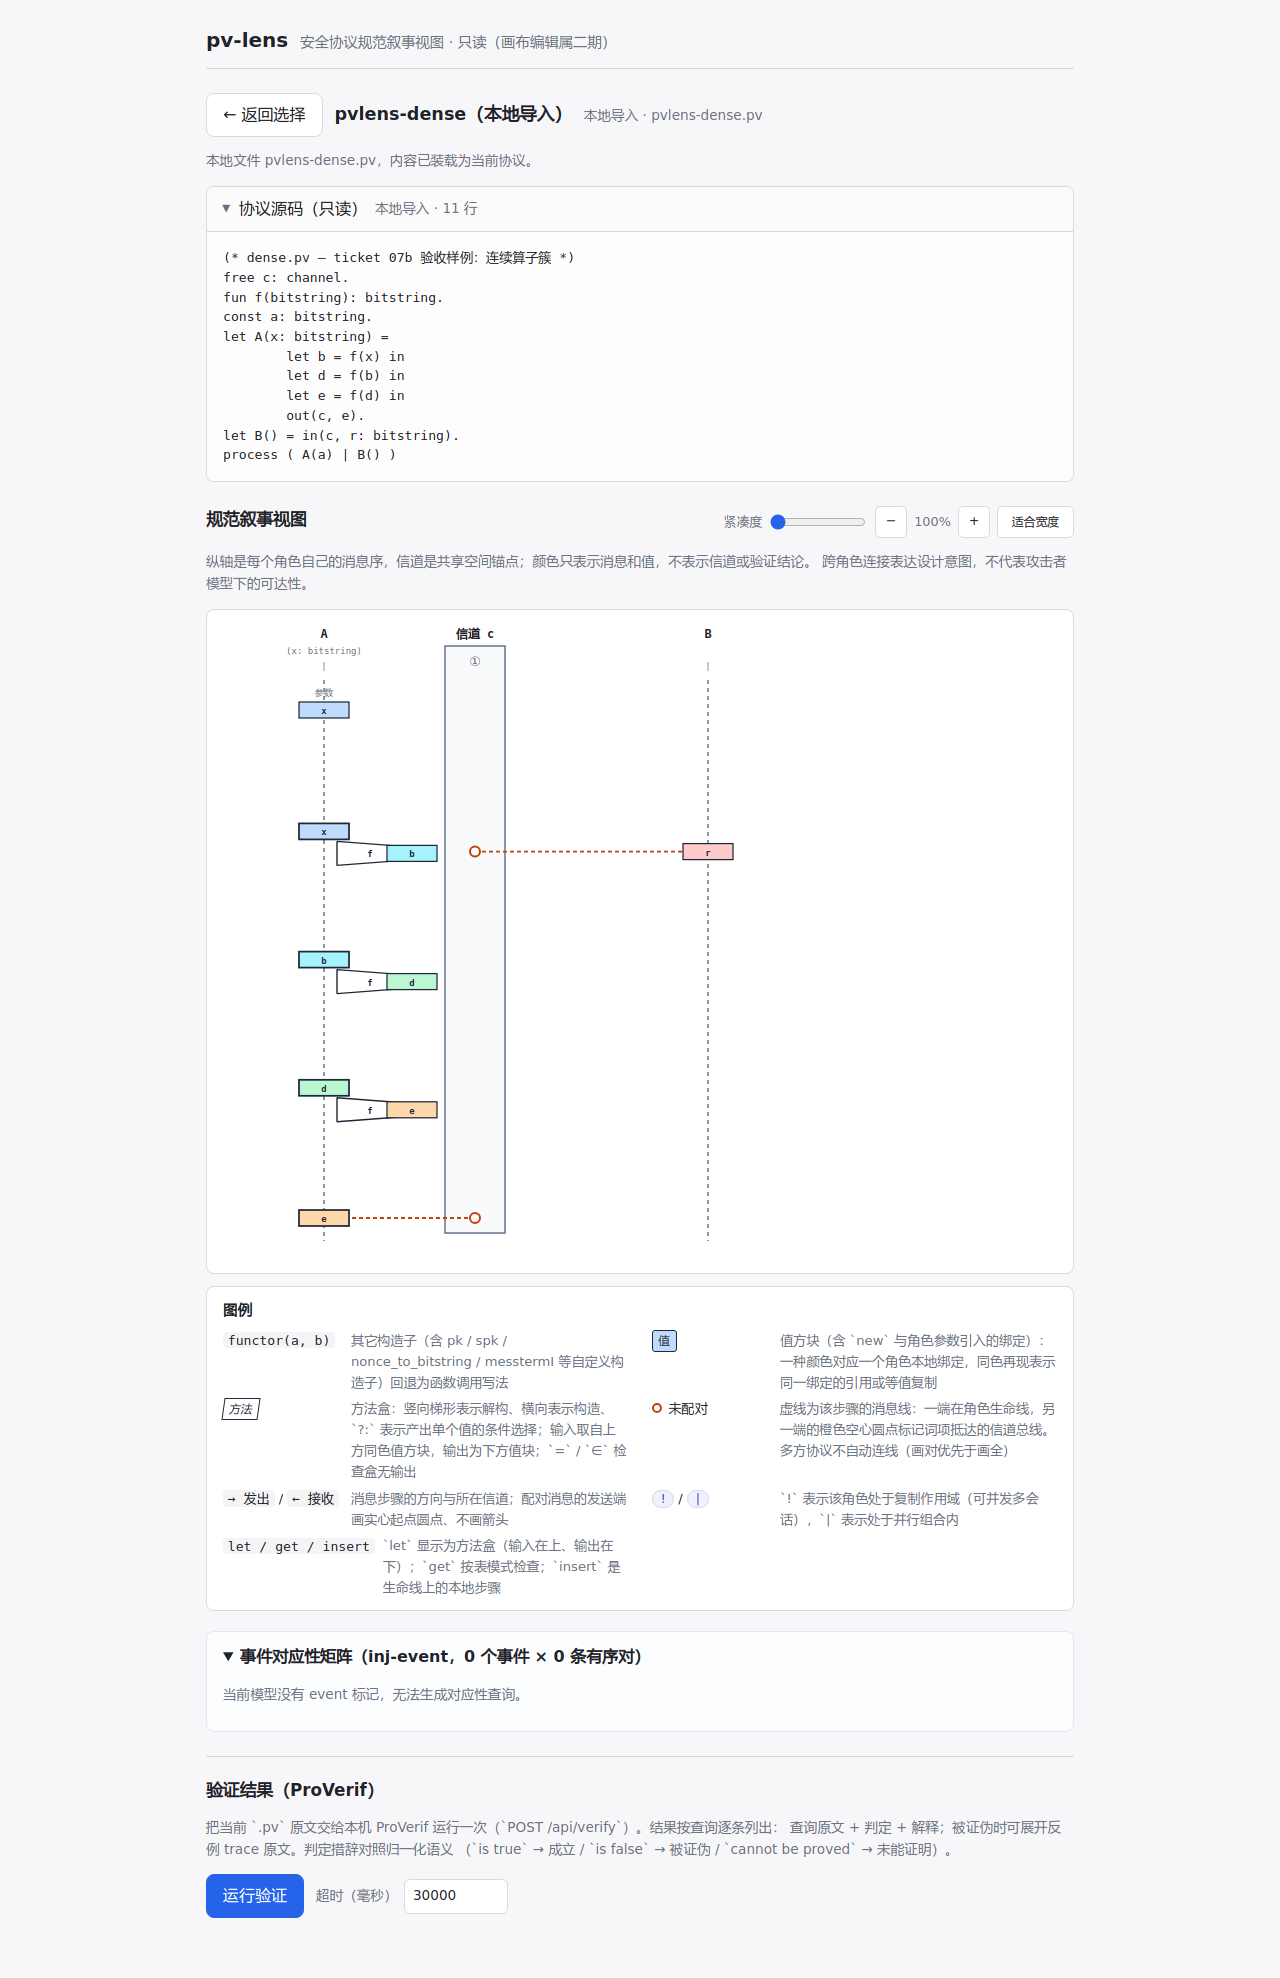 pv-lens 安全协议规范叙事视图 · 只读（画布编辑属二期）
← 返回选择 pvlens-dense（本地导入） 本地导入 · pvlens-dense.pv
本地文件 pvlens-dense.pv，内容已装载为当前协议。
▼ 协议源码（只读） 本地导入 · 11 行
(* dense.pv — ticket 07b 验收样例：连续算子簇 *)
free c: channel.
fun f(bitstring): bitstring.
const a: bitstring.
let A(x: bitstring) =
let b = f(x) in
let d = f(b) in
let e = f(d) in
out(c, e).
let B() = in(c, r: bitstring).
process ( A(a) | B() )
规范叙事视图 紧凑度 − 100% + 适合宽度
纵轴是每个角色自己的消息序，信道是共享空间锚点；颜色只表示消息和值，不表示信道或验证结论。 跨角色连接表达设计意图，不代表攻击者
模型下的可达性。
A 信道 c B
(x: bitstring)
| ① |
参数
x
x
f b r
b
f d
d
f e
e
图例
functor(a, b) 其它构造子（含 pk / spk /
nonce_to_bitstring / messtermI 等自定义构
造子）回退为函数调用写法
值 值方块（含 `new` 与角色参数引入的绑定）：
一种颜色对应一个角色本地绑定，同色再现表示
同一绑定的引用或等值复制
方法 方法盒：竖向梯形表示解构、横向表示构造、
`?:` 表示产出单个值的条件选择；输入取自上
方同色值方块，输出为下方值块；`=` / `∈` 检
查盒无输出
未配对 虚线为该步骤的消息线：一端在角色生命线，另
一端的橙色空心圆点标记词项抵达的信道总线。
多方协议不自动连线（画对优先于画全）
→ 发出 / ← 接收 消息步骤的方向与所在信道；配对消息的发送端
画实心起点圆点、不画箭头
! / | `!` 表示该角色处于复制作用域（可并发多会
话），`|` 表示处于并行组合内
let / get / insert `let` 显示为方法盒（输入在上、输出在
下）；`get` 按表模式检查；`insert` 是
生命线上的本地步骤
▼ 事件对应性矩阵（inj-event，0 个事件 × 0 条有序对）
当前模型没有 event 标记，无法生成对应性查询。
验证结果（ProVerif）
把当前 `.pv` 原文交给本机 ProVerif 运行一次（`POST /api/verify`）。结果按查询逐条列出： 查询原文 + 判定 + 解释；被证伪时可展开反
例 trace 原文。判定措辞对照归一化语义 （`is true` → 成立 / `is false` → 被证伪 / `cannot be proved` → 未能证明）。
运行验证 超时（毫秒） 30000